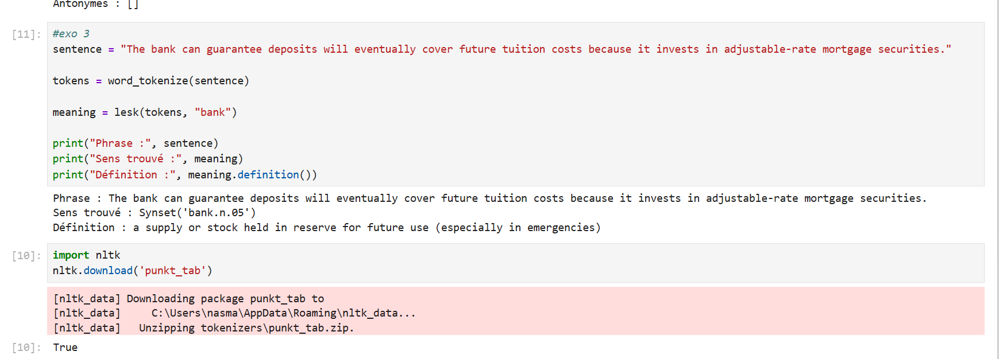 Antonymes : []
[11]:
#exo 3
sentence = "The bank can guarantee deposits will eventually cover future tuition costs because it invests in adjustable-rate mortgage securities."
tokens = word_tokenize(sentence)
meaning = lesk(tokens, "bank")
print("Phrase :", sentence)
print("Sens trouvé :", meaning)
print("Définition :", meaning.definition())
Phrase : The bank can guarantee deposits will eventually cover future tuition costs because it invests in adjustable-rate mortgage securities.
Sens trouvé : Synset('bank.n.05')
Définition : a supply or stock held in reserve for future use (especially in emergencies)
[10]:
import nltk
nltk.download('punkt_tab')
[nltk_data] Downloading package punkt_tab to
[nltk_data]     C:\Users\nasma\AppData\Roaming\nltk_data...
[nltk_data]   Unzipping tokenizers\punkt_tab.zip.
[10]: True